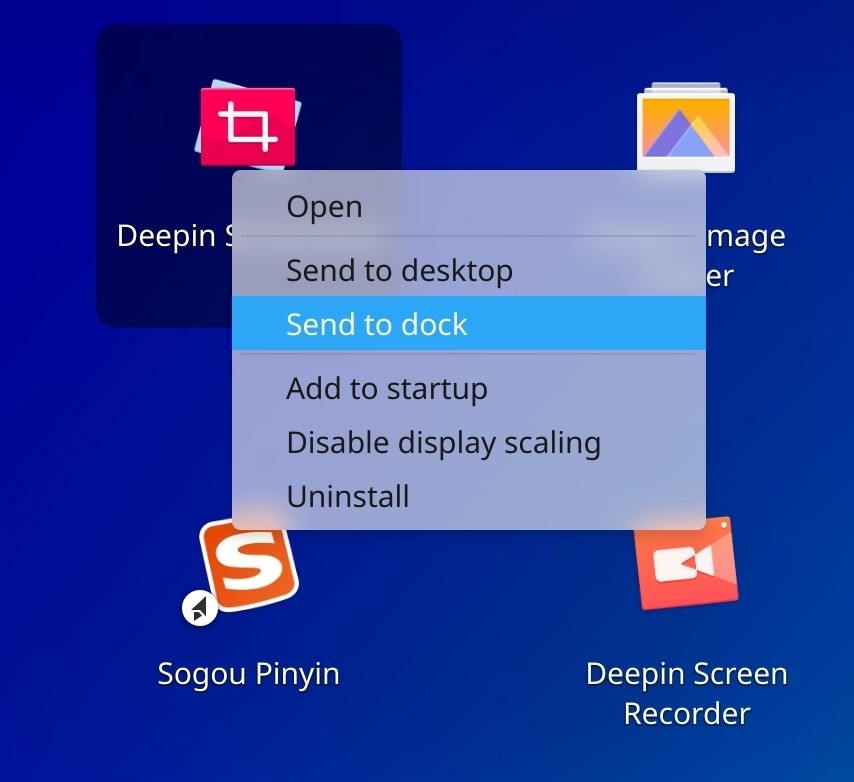 Deepin
mage
er
Open
Send to desktop
Send to dock
Add to startup
Disable display scaling
Uninstall
Sogou Pinyin
Deepin Screen
Recorder